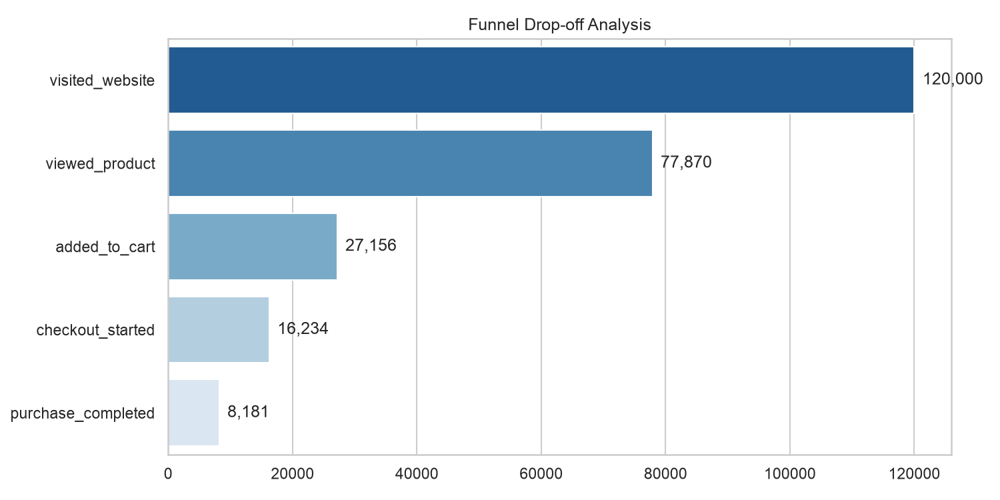 Funnel Drop-off Analysis
visited_website
120,000
viewed_product
77,870
added_to_cart
27,156
checkout_started
16,234
purchase_completed
8,181
0 20000 40000 60000 80000 100000 120000